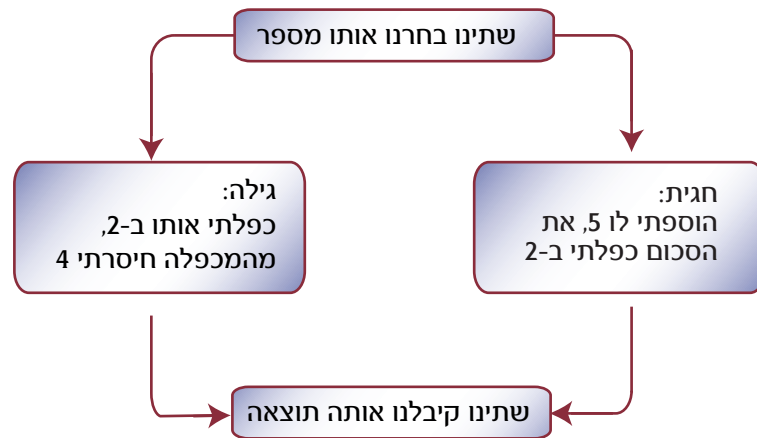 שתינו בחרנו אותו מספר
חגית:
הוספתי לו 5, את
הסכום כפלתי ב-2
גילה:
כפלתי אותו ב-2,
מהמכפלה חיסרתי 4
שתינו קיבלנו אותה תוצאה